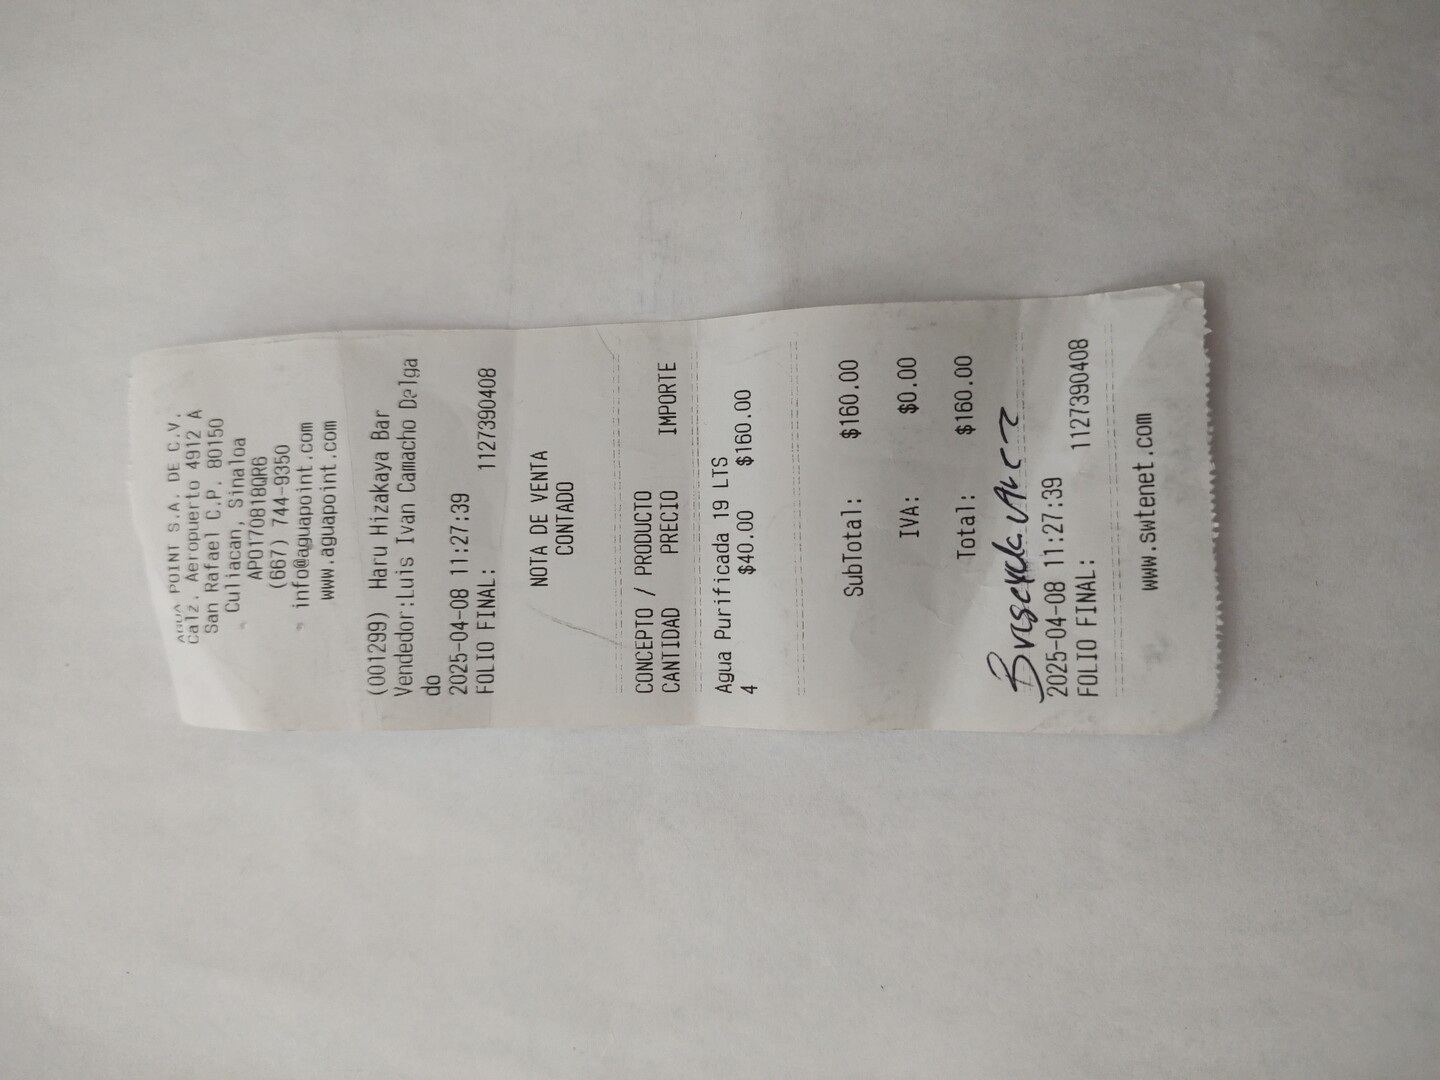 AGUA POINT S.A. DE C.V.
Calz. Aeropuerto 4912 A
San Rafael C.P. 80150
Culiacan, Sinaloa
APO170818QR6
(667) 744-9350
info@aguapoint.com
www.aguapoint.com
(001299) Haru Hizakaya Bar
Vendedor:Luis Ivan Camacho Delga
do
2025-04-08 11:27:39
FOLIO FINAL: 1127390408
NOTA DE VENTA
CONTADO
CONCEPTO / PRODUCTO
CANTIDAD PRECIO IMPORTE
Agua Purificada 19 LTS
4 $40.00 $160.00
SubTotal: $160.00
IVA: $0.00
Total: $160.00
2025-04-08 11:27:39
FOLIO FINAL: 1127390408
www.swtenet.com